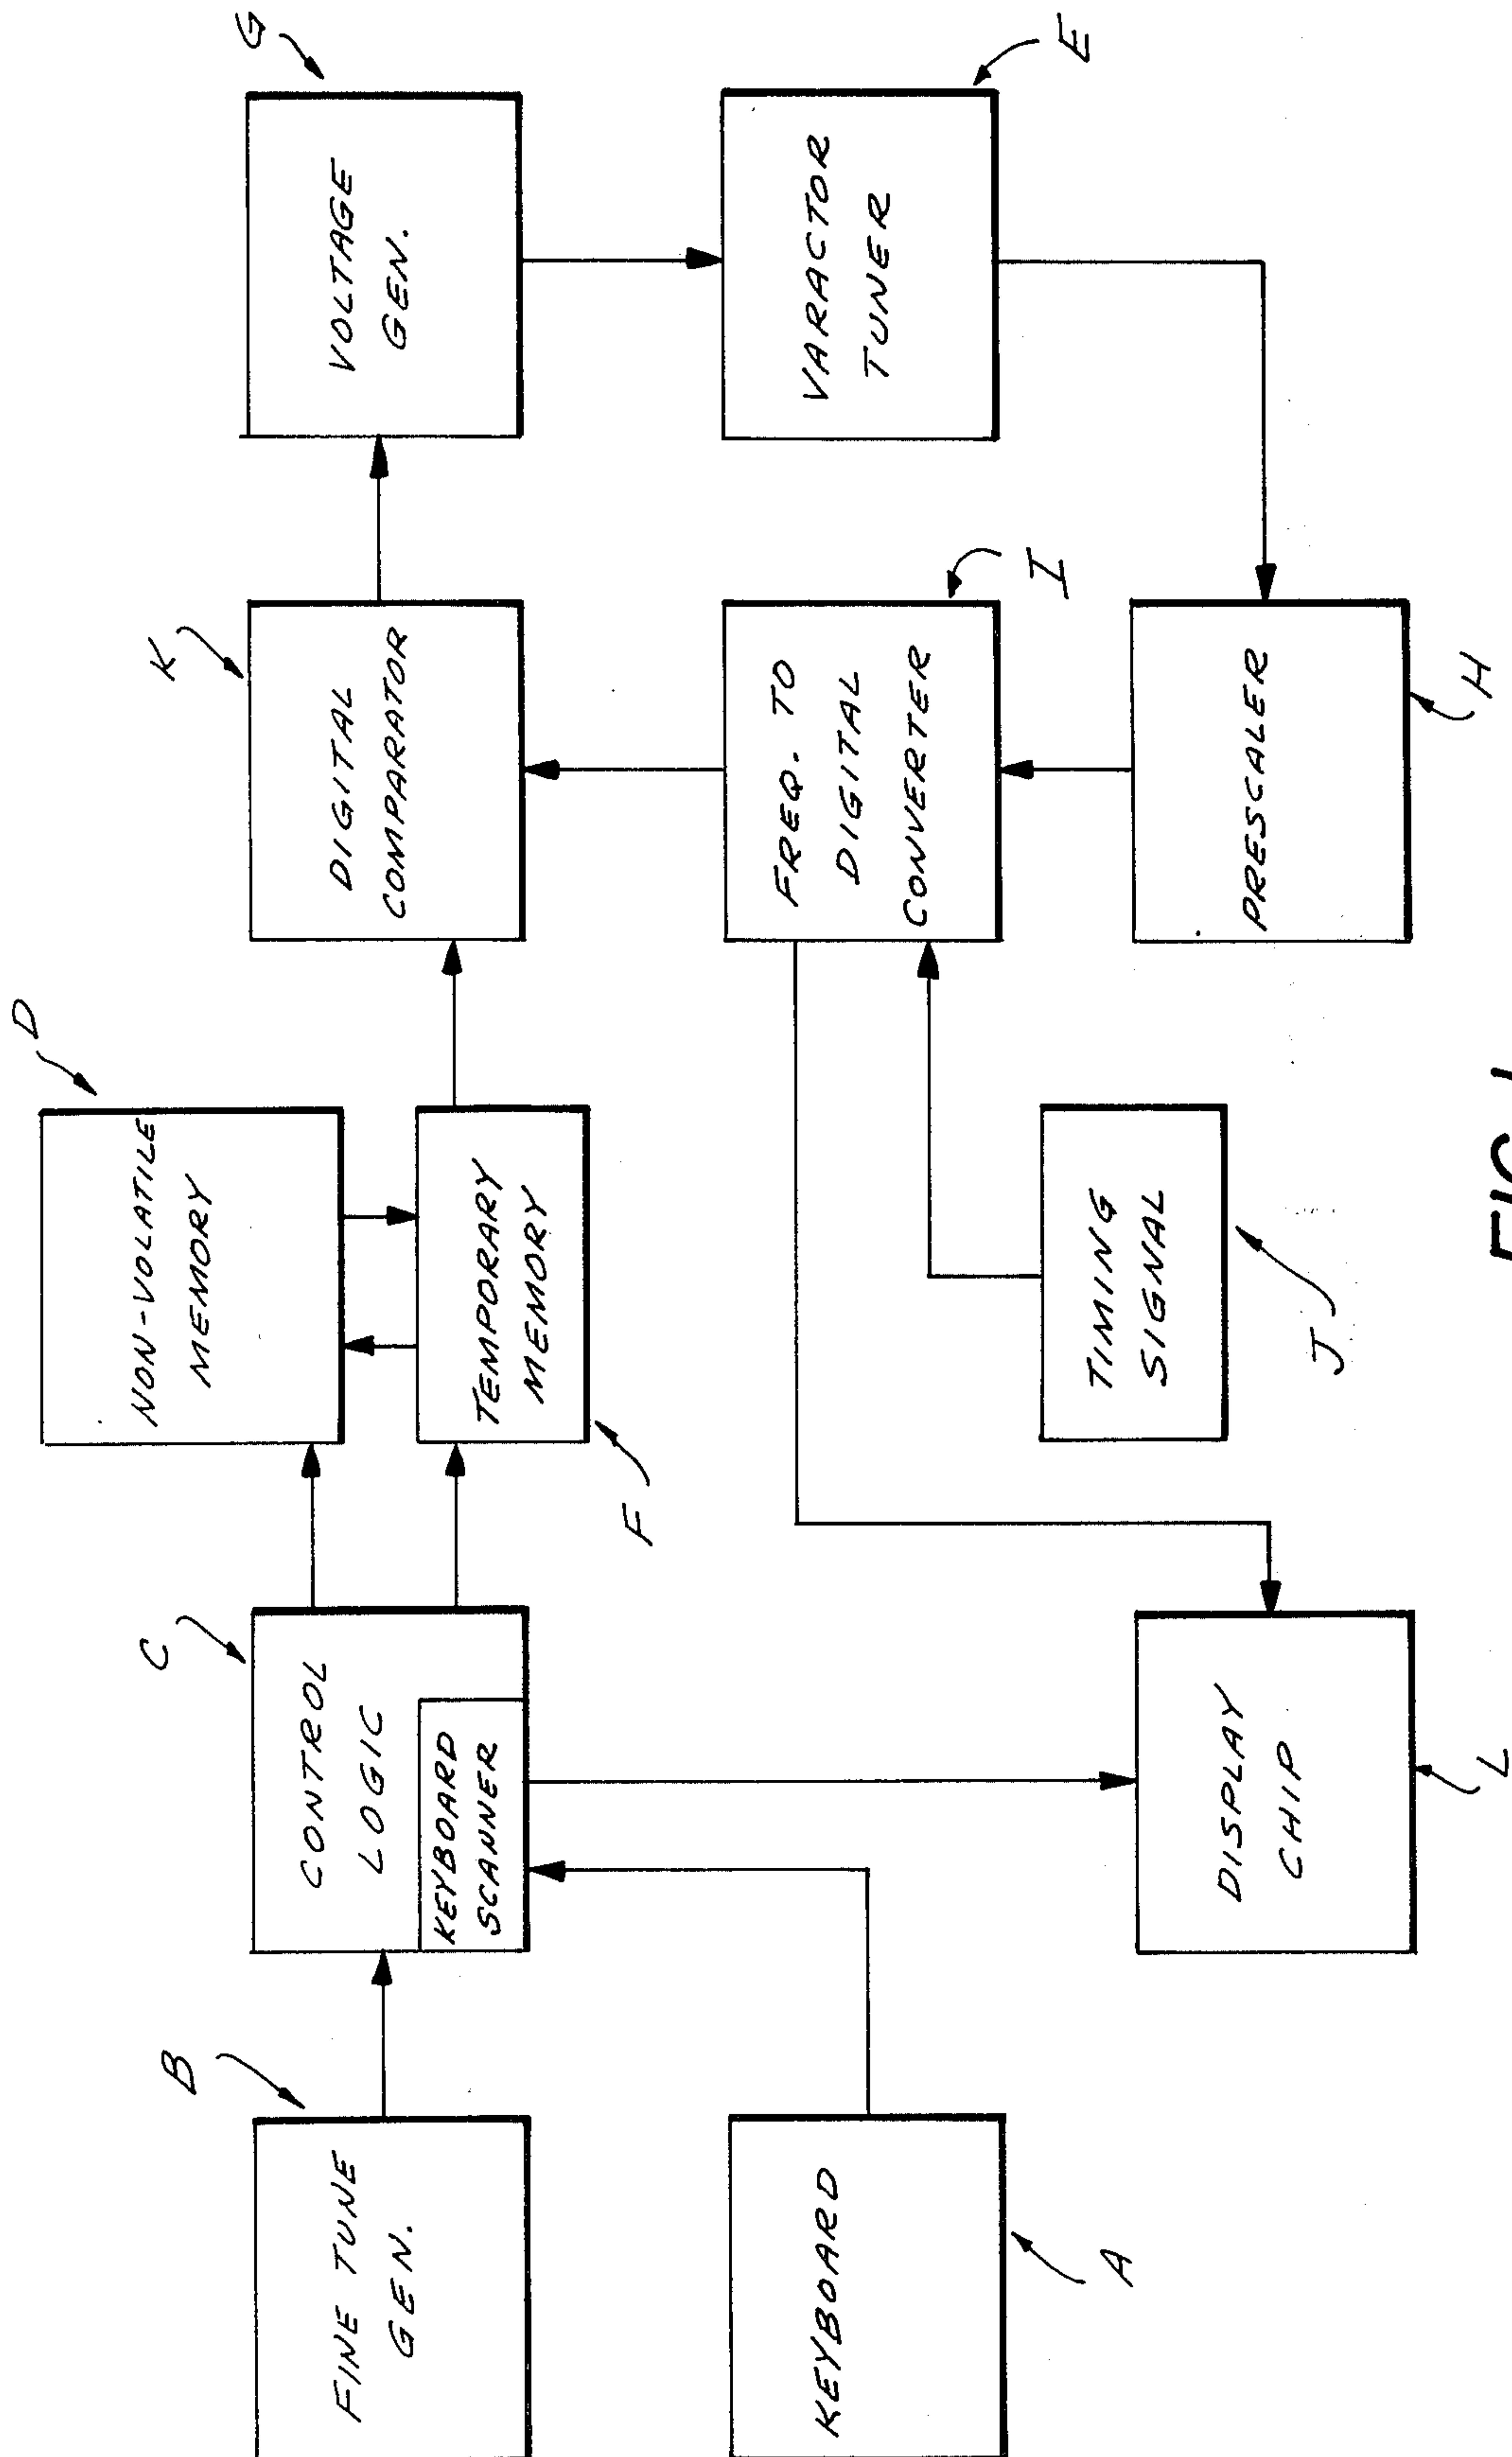 D
NON-VOLATILE
MEMORY
B
FINE TUNE
GEN.
C
CONTROL
LOGIC
KEYBOARD
SCANNER
TEMPORARY
MEMORY
F
K
DIGITAL
COMPARATOR
G
VOLTAGE
GEN.
KEYBOARD
A
FREQ. TO
DIGITAL
CONVERTER
I
VARACTOR
TUNER
E
TIMING
SIGNAL
J
DISPLAY
CHIP
L
PRESCALER
H